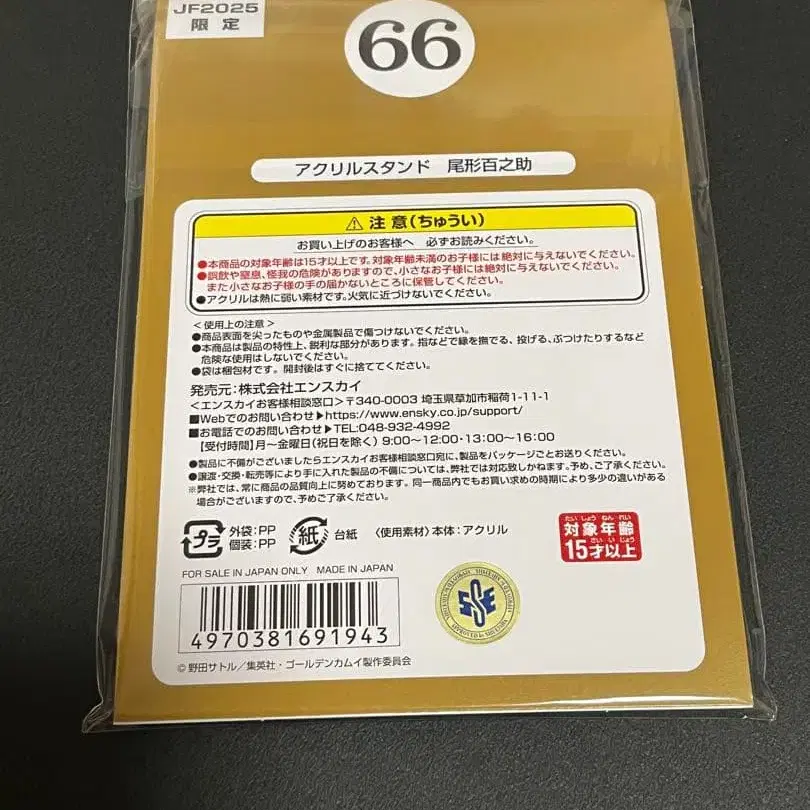 JF2025
限定
66
アクリルスタンド 尾形百之助
注意(ちゅうい)
お買い上げのお客様へ 必ずお読みください。
●本商品の対象年齢は15才以上です。対象年齢未満のお子様には絶対に与えないでください。
●誤飲や窒息、怪我の危険がありますので、小さなお子様には絶対に与えないでください。
また小さなお子様の手の届かないところに保管してください。
●アクリルは熱に弱い素材です。火気に近づけないでください。
<使用上の注意>
●商品表面を尖ったものや金属製品で傷つけないでください。
●本商品は製品の特性上、鋭利な部分があります。指などで縁を撫でる、投げる、ぶつけたりするなど
危険な使用はしないでください。
●袋は梱包材です。開封後はすぐに捨ててください。
発売元:株式会社エンスカイ
<エンスカイお客様相談窓口>〒340-0003 埼玉県草加市稲荷1-11-1
■Webでのお問い合わせ▶https://www.ensky.co.jp/support/
■お電話でのお問い合わせ▶TEL:048-932-4992
【受付時間】月~金曜日(祝日を除く) 9:00~12:00・13:00~16:00
●製品に不備がございましたらエンスカイお客様相談窓口宛に、製品をパッケージごとお送りください。
●譲渡・交換・転売等により手に入れた製品の不備については、弊社では対応致しかねます。予め、ご了承ください。
※弊社では、常に商品の品質向上に努めております。同一商品内でもお買い求めの時期により多少の違いがある
場合がございますので、予めご了承ください。
プラ
外袋:PP
個装:PP
紙
台紙
<使用素材>本体:アクリル
たいしょうねんれい
対象年齢
15才以上
さいいじょう
FOR SALE IN JAPAN ONLY MADE IN JAPAN
4970381691943
SSE
© 野田サトル/集英社・ゴールデンカムイ製作委員会